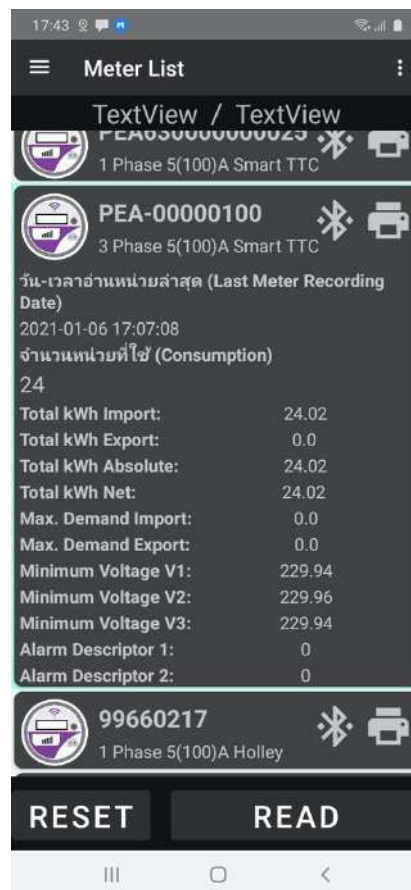 17:43
Meter List
TextView / TextView
PEA630000000025
1 Phase 5(100)A Smart TTC
PEA-00000100
3 Phase 5(100)A Smart TTC
วัน-เวลาอ่านหน่วยล่าสุด (Last Meter Recording
Date)
2021-01-06 17:07:08
จำนวนหน่วยที่ใช้ (Consumption)
24
Total kWh Import: 24.02
Total kWh Export: 0.0
Total kWh Absolute: 24.02
Total kWh Net: 24.02
Max. Demand Import: 0.0
Max. Demand Export: 0.0
Minimum Voltage V1: 229.94
Minimum Voltage V2: 229.96
Minimum Voltage V3: 229.94
Alarm Descriptor 1: 0
Alarm Descriptor 2: 0
99660217
1 Phase 5(100)A Holley
RESET READ